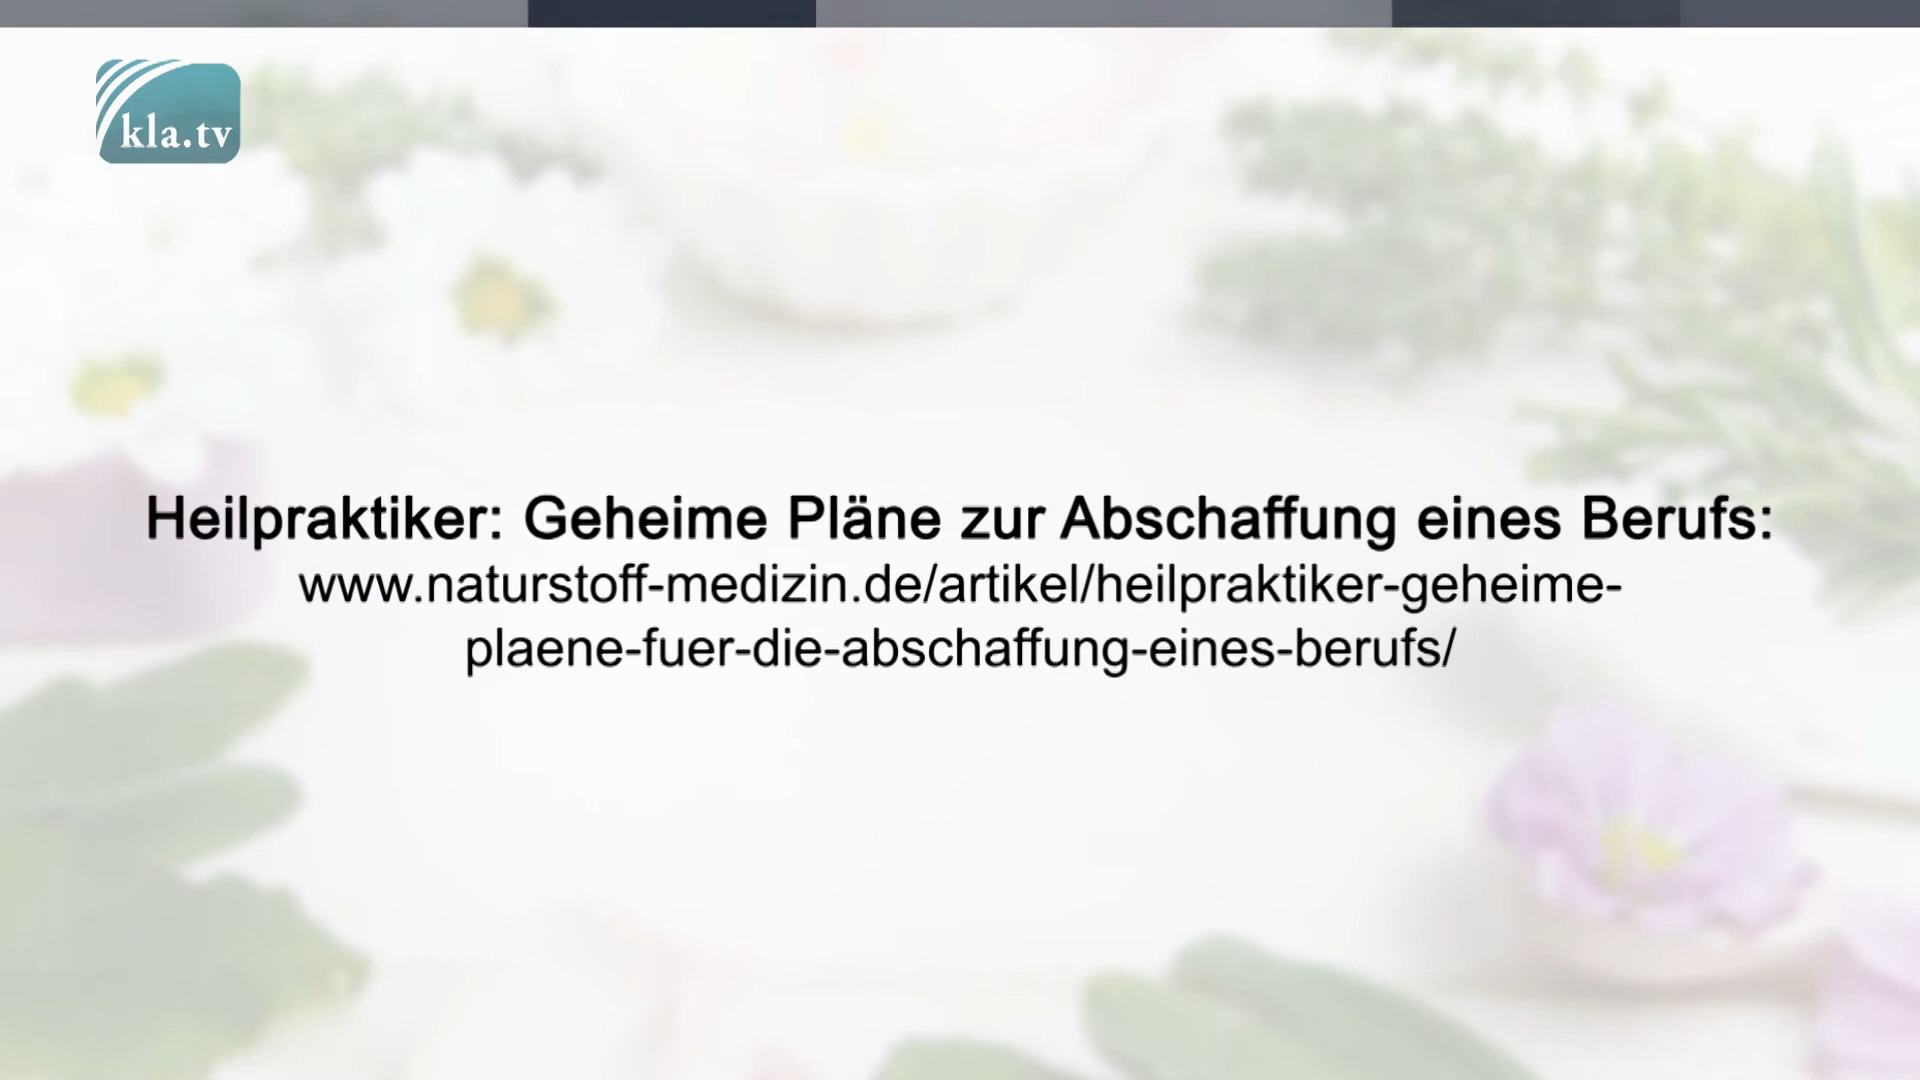 kla.tv
Heilpraktiker: Geheime Pläne zur Abschaffung eines Berufs:
www.naturstoff-medizin.de/artikel/heilpraktiker-geheime-
plaene-fuer-die-abschaffung-eines-berufs/